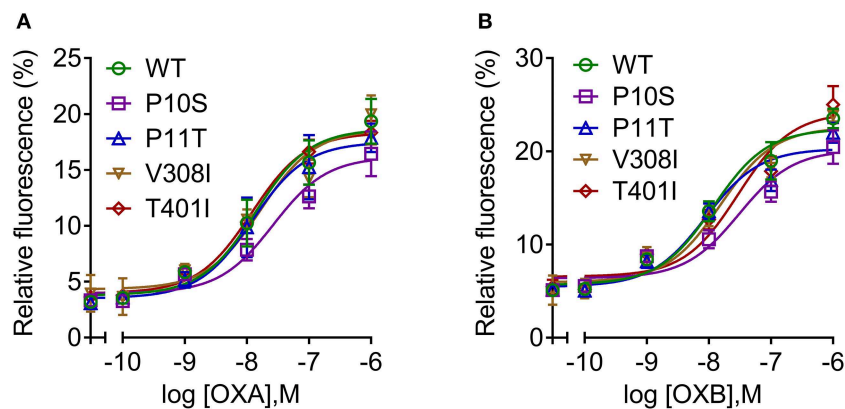 A
Relative fluorescence (%)
25
20
15
10
5
0
WT
P10S
P11T
V308I
T401I
-10 -9 -8 -7 -6
log [OXA],M
B
Relative fluorescence (%)
30
20
10
0
WT
P10S
P11T
V308I
T401I
-10 -9 -8 -7 -6
log [OXB],M